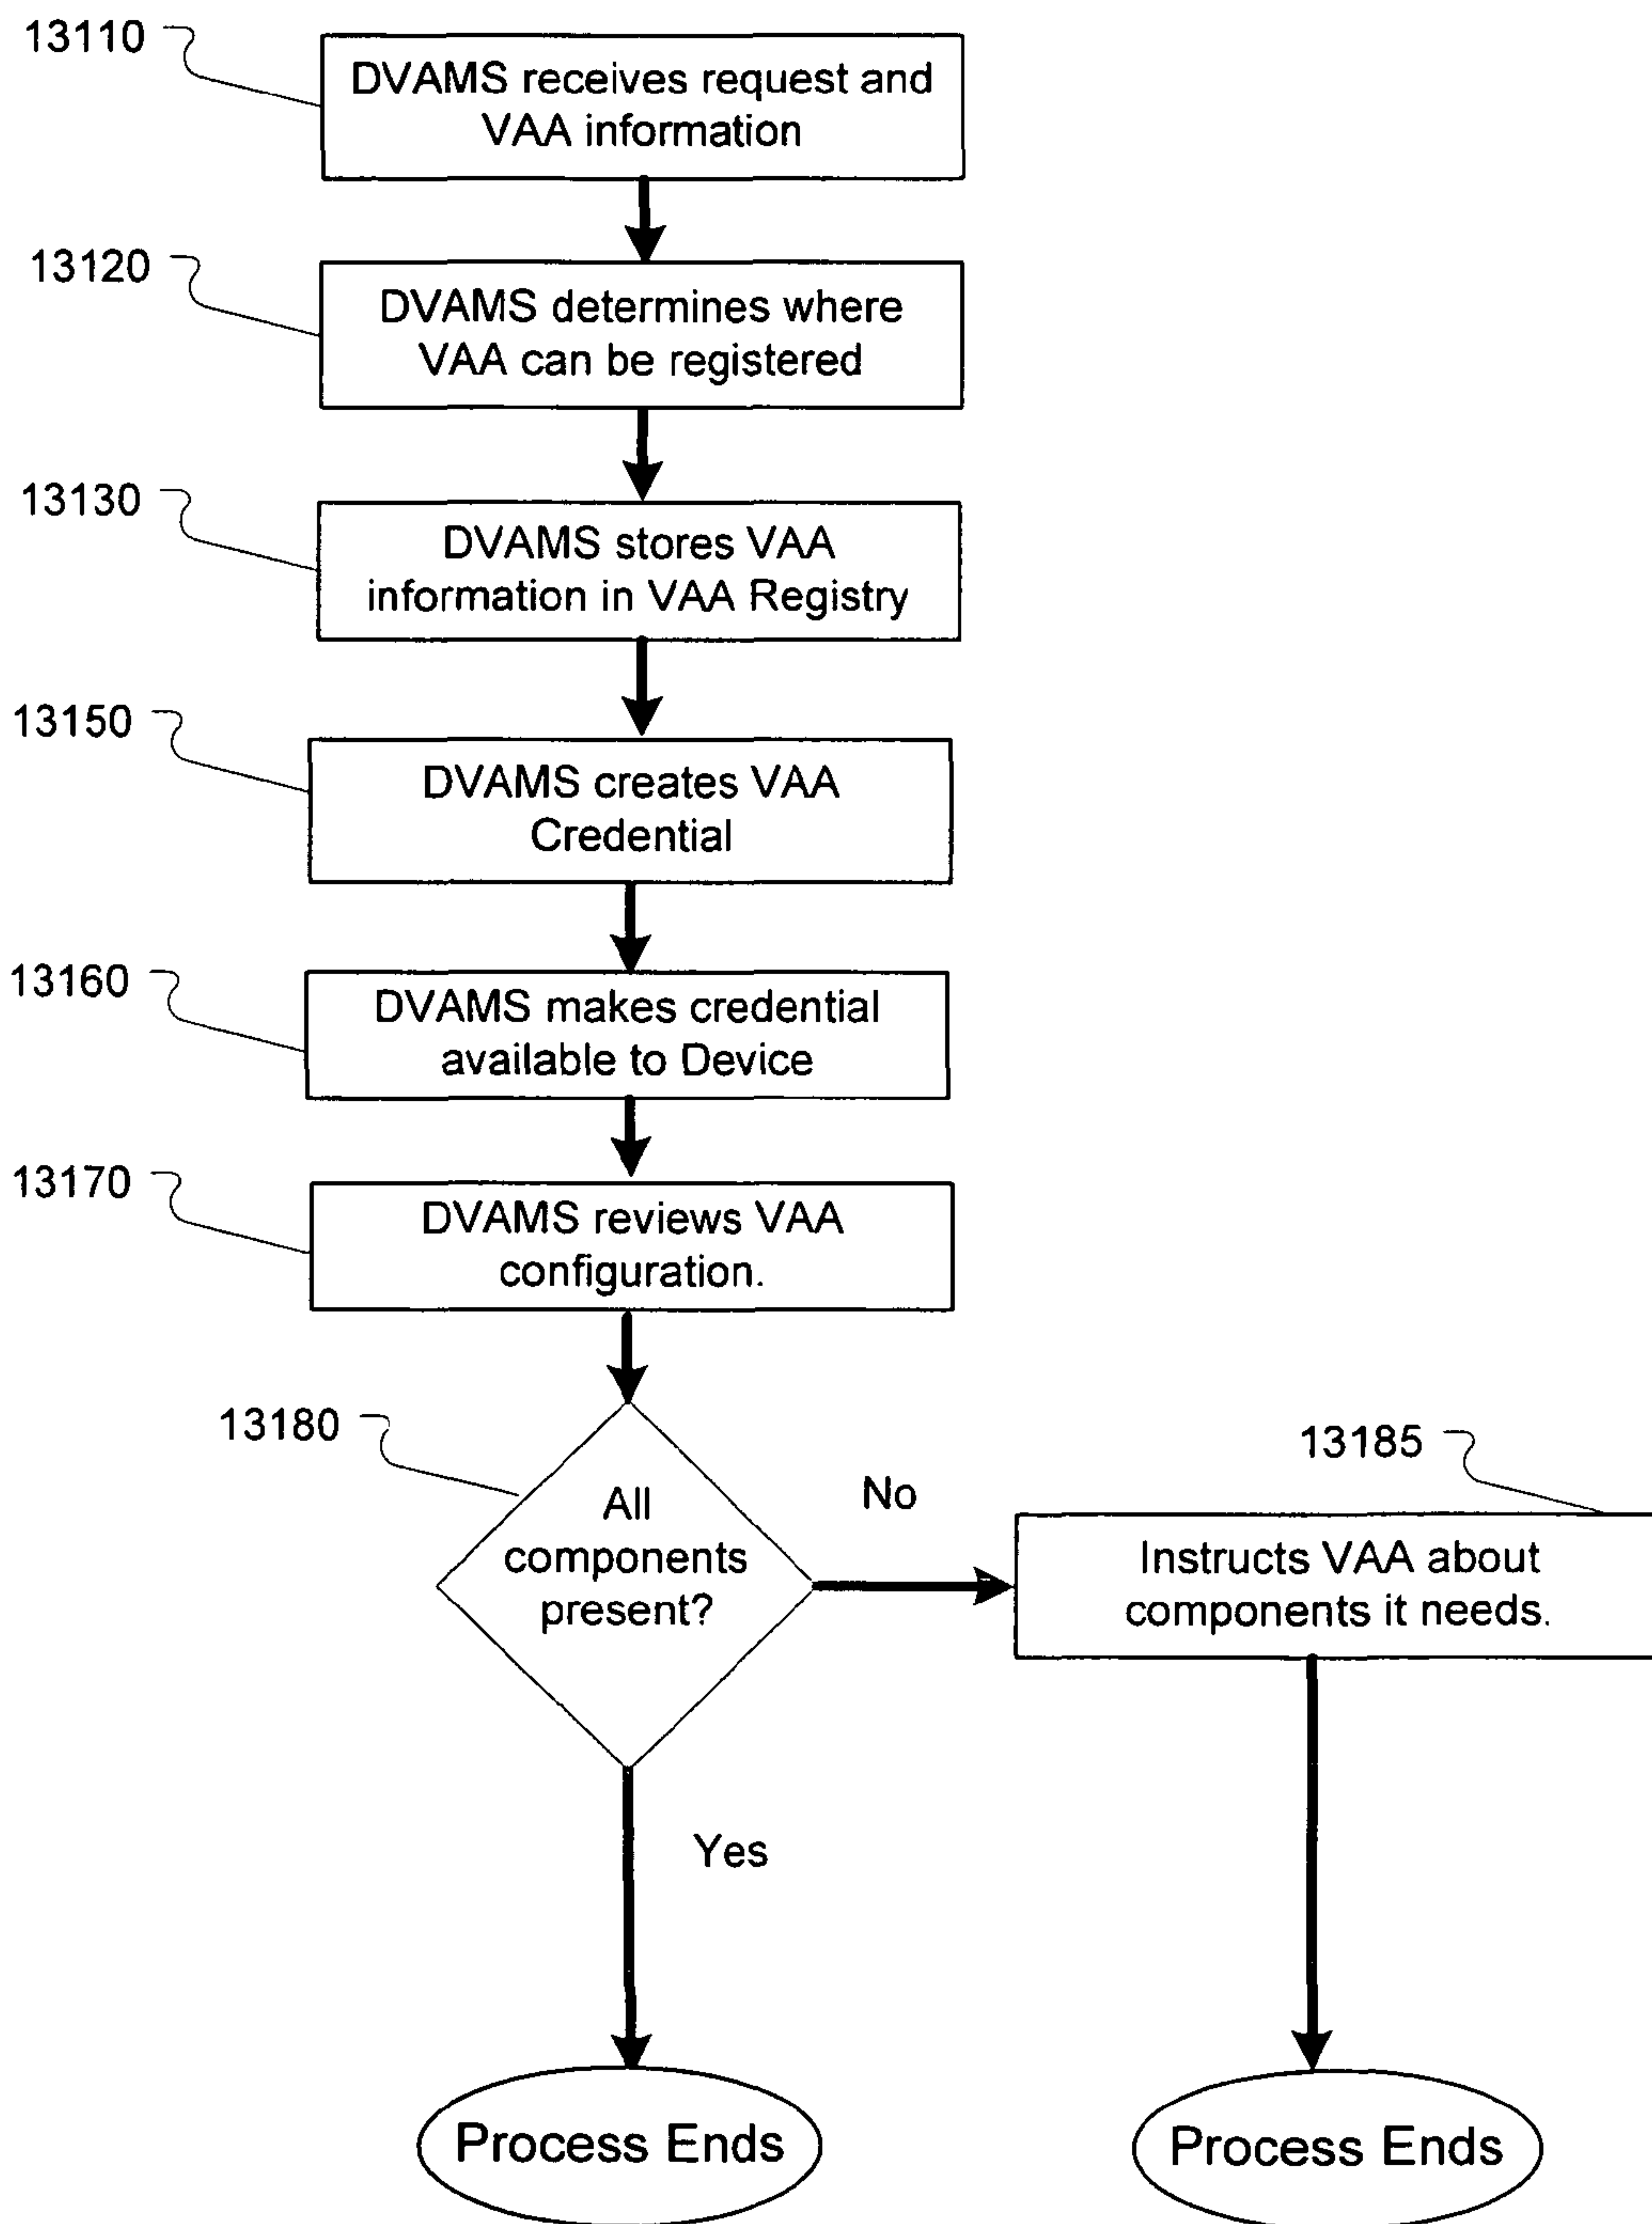 13110
DVAMS receives request and
VAA information
13120
DVAMS determines where
VAA can be registered
13130
DVAMS stores VAA
information in VAA Registry
13150
DVAMS creates VAA
Credential
13160
DVAMS makes credential
available to Device
13170
DVAMS reviews VAA
configuration.
13180
All
components
present?
No
13185
Instructs VAA about
components it needs.
Yes
Process Ends
Process Ends